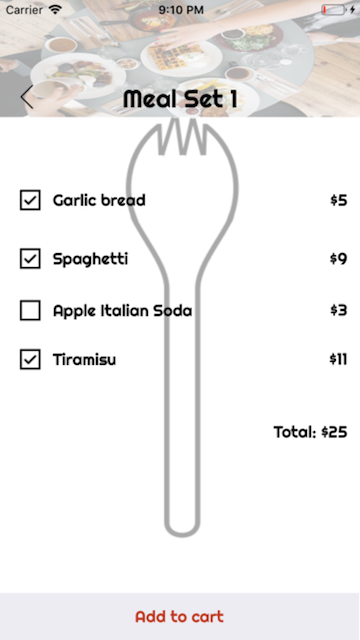 Carrier 9:10 PM
Meal Set 1
Garlic bread $5
Spaghetti $9
Apple Italian Soda $3
Tiramisu $11
Total: $25
Add to cart